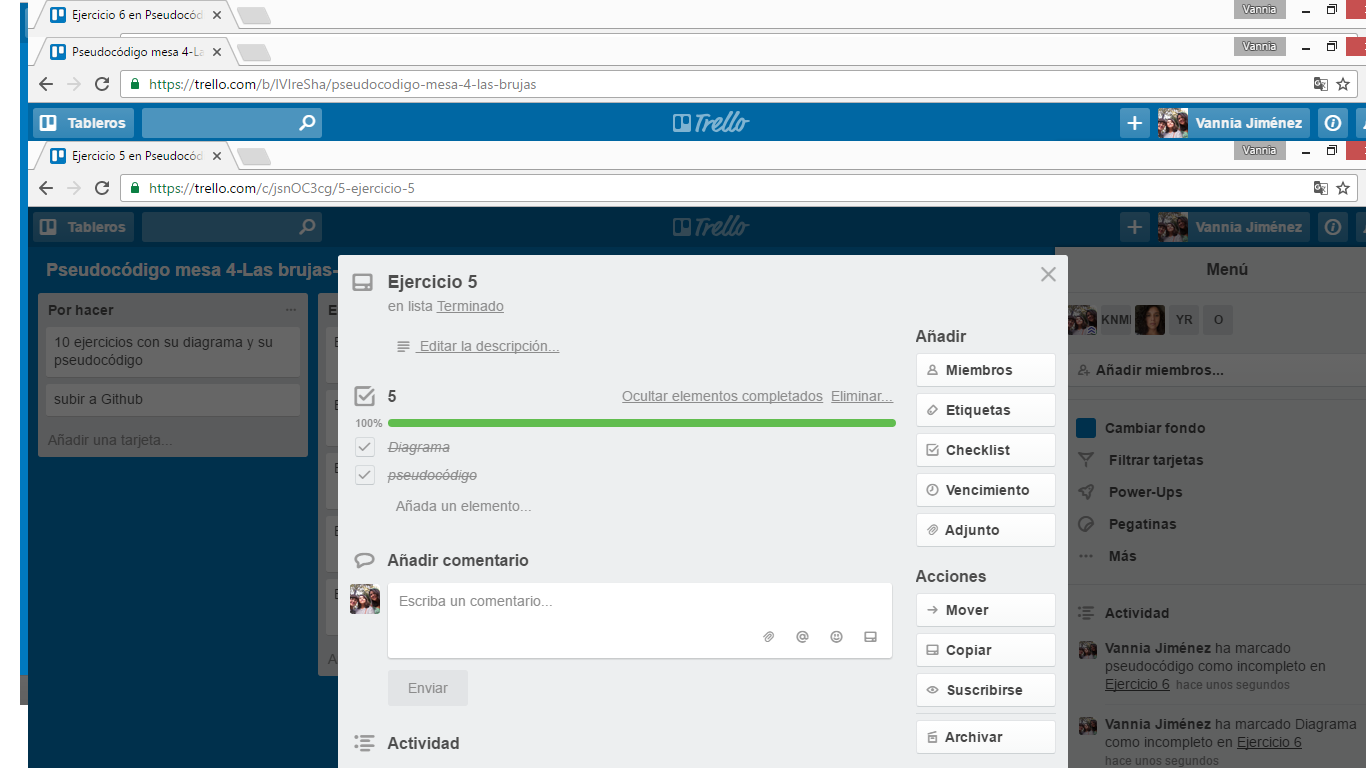 Ejercicio 6 en Pseudocód
Vannia
Pseudocódigo mesa 4-La
Vannia
https://trello.com/b/IVIreSha/pseudocodigo-mesa-4-las-brujas
Tableros
Trello
Vannia Jiménez
Ejercicio 5 en Pseudocód
Vannia
https://trello.com/c/jsnOC3cg/5-ejercicio-5
Tableros
Trello
Vannia Jiménez
Pseudocódigo mesa 4-Las brujas-
Por hacer
...
10 ejercicios con su diagrama y su
pseudocódigo
subir a Github
Añadir una tarjeta...
Ejercicio 5
en lista Terminado
Editar la descripción...
5
Ocultar elementos completados Eliminar...
100%
Diagrama
pseudocódigo
Añada un elemento...
Añadir comentario
Escriba un comentario...
@
Enviar
Actividad
Añadir
Miembros
Etiquetas
Checklist
Vencimiento
Adjunto
Acciones
Mover
Copiar
Suscribirse
Archivar
Menú
YR
O
Añadir miembros...
Cambiar fondo
Filtrar tarjetas
Power-Ups
Pegatinas
Más
Actividad
Vannia Jiménez ha marcado
pseudocódigo como incompleto en
Ejercicio 6 hace unos segundos
Vannia Jiménez ha marcado Diagrama
como incompleto en Ejercicio 6
hace unos segundos